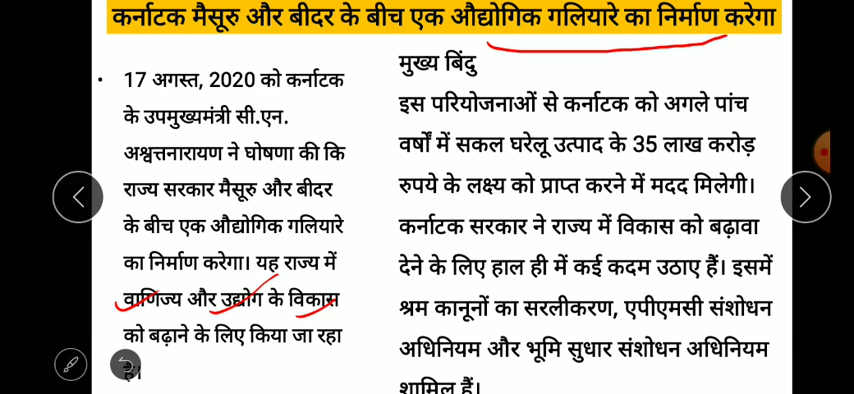 कर्नाटक मैसूरु और बीदर के बीच एक औद्योगिक गलियारे का निर्माण करेगा
• 17 अगस्त, 2020 को कर्नाटक
के उपमुख्यमंत्री सी.एन.
अश्वत्तनारायण ने घोषणा की कि
राज्य सरकार मैसूरु और बीदर
के बीच एक औद्योगिक गलियारे
का निर्माण करेगा। यह राज्य में
वाणिज्य और उद्योग के विकास
को बढ़ाने के लिए किया जा रहा
है।
मुख्य बिंदु
इस परियोजनाओं से कर्नाटक को अगले पांच
वर्षों में सकल घरेलू उत्पाद के 35 लाख करोड़
रुपये के लक्ष्य को प्राप्त करने में मदद मिलेगी।
कर्नाटक सरकार ने राज्य में विकास को बढ़ावा
देने के लिए हाल ही में कई कदम उठाए हैं। इसमें
श्रम कानूनों का सरलीकरण, एपीएमसी संशोधन
अधिनियम और भूमि सुधार संशोधन अधिनियम
शामिल हैं।